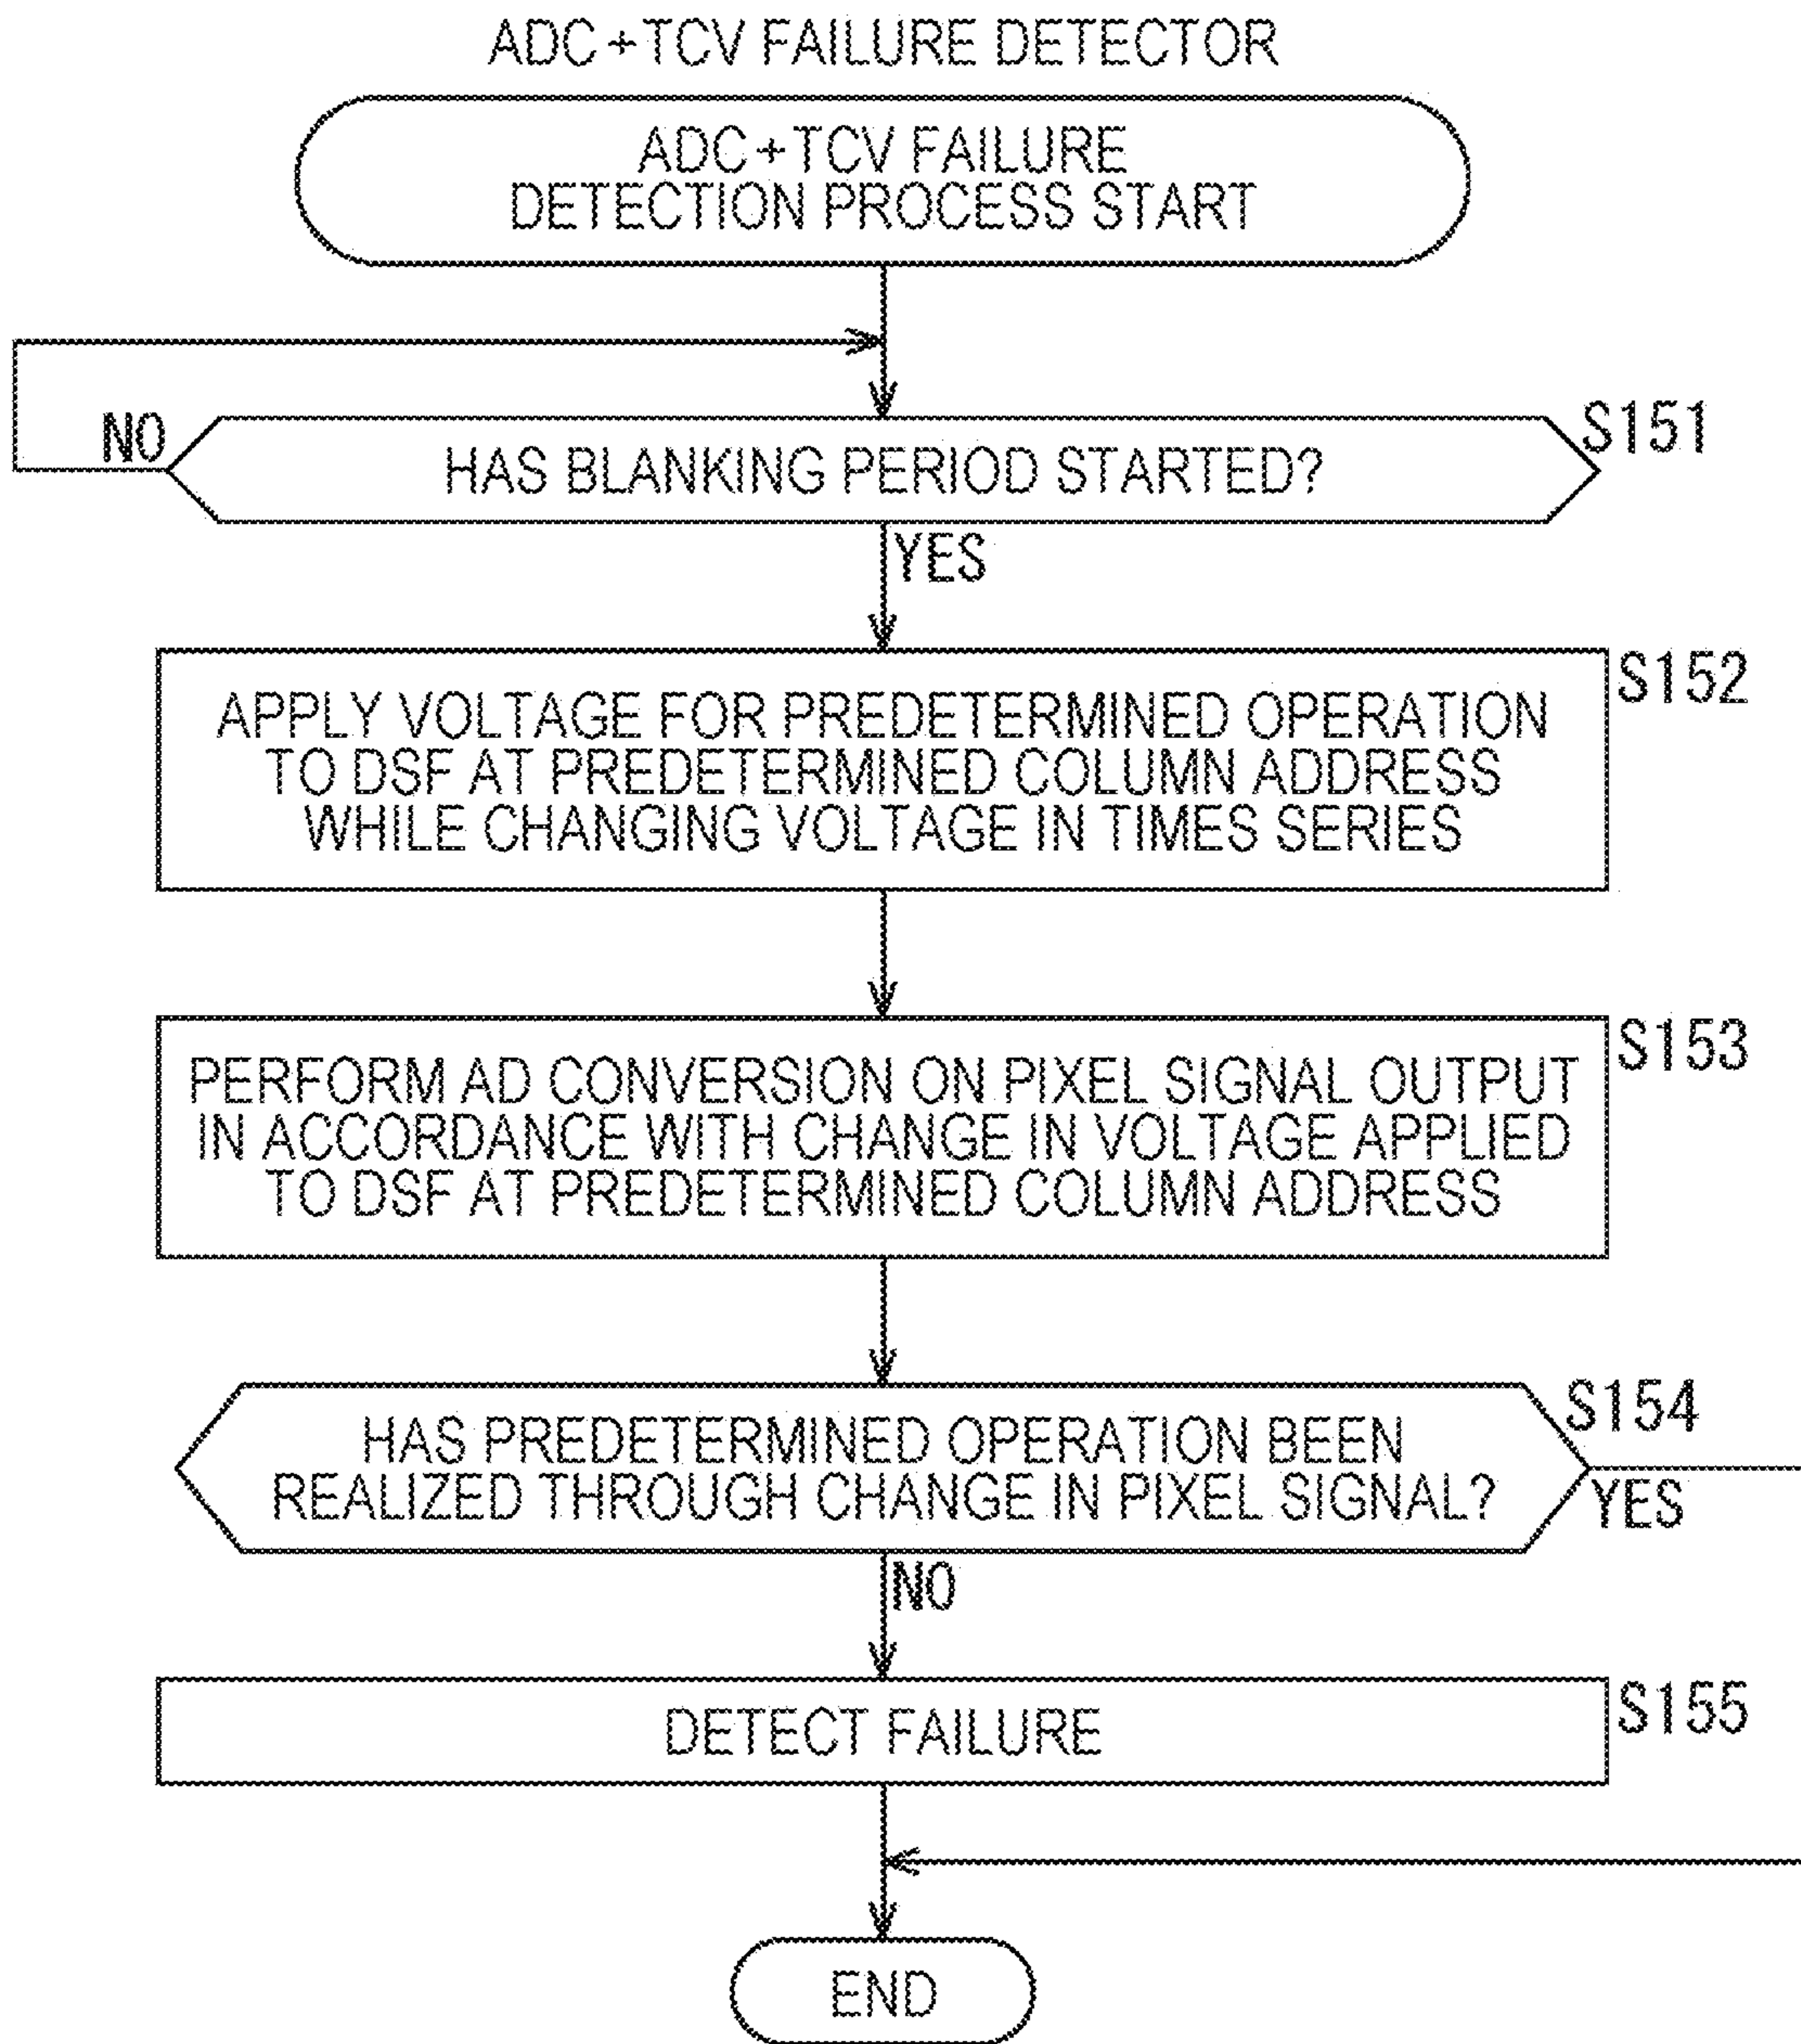 ADC+TCV FAILURE DETECTOR
ADC+TCV FAILURE
DETECTION PROCESS START
NO
HAS BLANKING PERIOD STARTED?
S151
YES
S152
APPLY VOLTAGE FOR PREDETERMINED OPERATION
TO DSF AT PREDETERMINED COLUMN ADDRESS
WHILE CHANGING VOLTAGE IN TIMES SERIES
S153
PERFORM AD CONVERSION ON PIXEL SIGNAL OUTPUT
IN ACCORDANCE WITH CHANGE IN VOLTAGE APPLIED
TO DSF AT PREDETERMINED COLUMN ADDRESS
S154
HAS PREDETERMINED OPERATION BEEN
REALIZED THROUGH CHANGE IN PIXEL SIGNAL?
YES
NO
S155
DETECT FAILURE
END